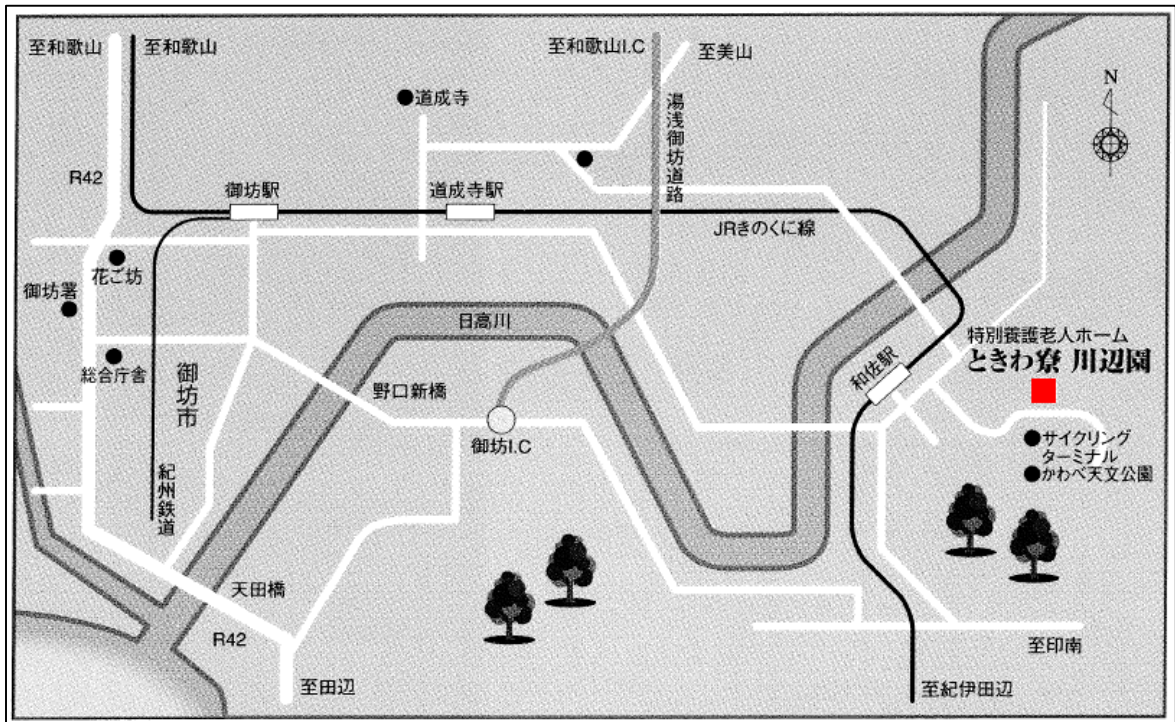 至和歌山
至和歌山
至和歌山I.C
至美山
N
道成寺
湯浅御坊道路
R42
御坊駅
道成寺駅
JRきのくに線
花ご坊
御坊署
日高川
特別養護老人ホーム
ときわ寮 川辺園
総合庁舎
御坊市
野口新橋
和佐駅
御坊I.C
サイクリング
ターミナル
かわべ天文公園
紀州鉄道
天田橋
R42
至印南
至田辺
至紀伊田辺